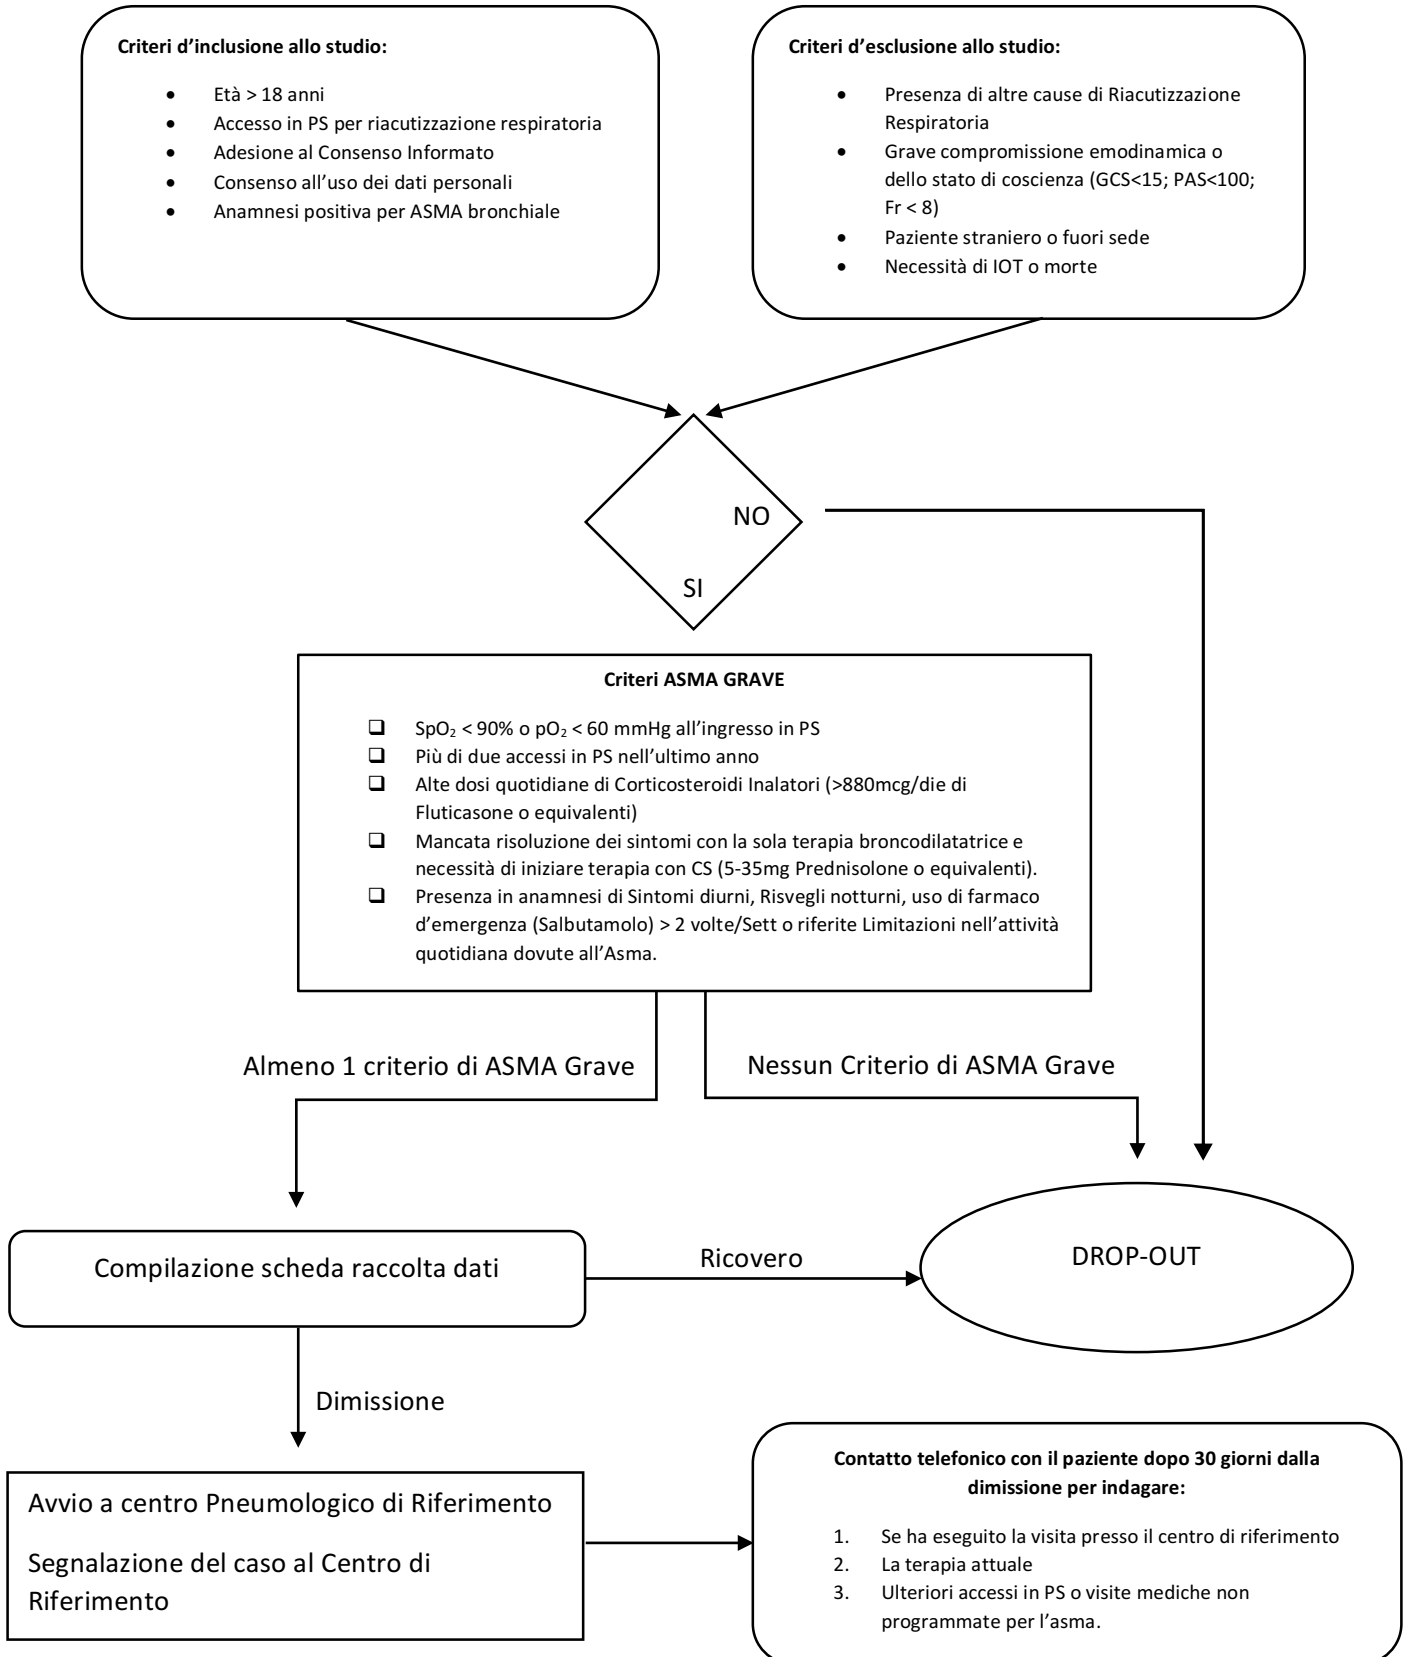 Criteri d’inclusione allo studio:
• Età > 18 anni
• Accesso in PS per riacutizzazione respiratoria
• Adesione al Consenso Informato
• Consenso all’uso dei dati personali
• Anamnesi positiva per ASMA bronchiale
Criteri d’esclusione allo studio:
• Presenza di altre cause di Riacutizzazione
Respiratoria
• Grave compromissione emodinamica o
dello stato di coscienza (GCS<15; PAS<100;
Fr < 8)
• Paziente straniero o fuori sede
• Necessità di IOT o morte
NO
SI
Criteri ASMA GRAVE
❑ SpO₂ < 90% o pO₂ < 60 mmHg all’ingresso in PS
❑ Più di due accessi in PS nell’ultimo anno
❑ Alte dosi quotidiane di Corticosteroidi Inalatori (>880mcg/die di
Fluticasone o equivalenti)
❑ Mancata risoluzione dei sintomi con la sola terapia broncodilatatrice e
necessità di iniziare terapia con CS (5-35mg Prednisolone o equivalenti).
❑ Presenza in anamnesi di Sintomi diurni, Risvegli notturni, uso di farmaco
d’emergenza (Salbutamolo) > 2 volte/Sett o riferite Limitazioni nell’attività
quotidiana dovute all’Asma.
Almeno 1 criterio di ASMA Grave
Nessun Criterio di ASMA Grave
Compilazione scheda raccolta dati
Ricovero
DROP-OUT
Dimissione
Avvio a centro Pneumologico di Riferimento
Segnalazione del caso al Centro di
Riferimento
Contatto telefonico con il paziente dopo 30 giorni dalla
dimissione per indagare:
1. Se ha eseguito la visita presso il centro di riferimento
2. La terapia attuale
3. Ulteriori accessi in PS o visite mediche non
programmate per l’asma.